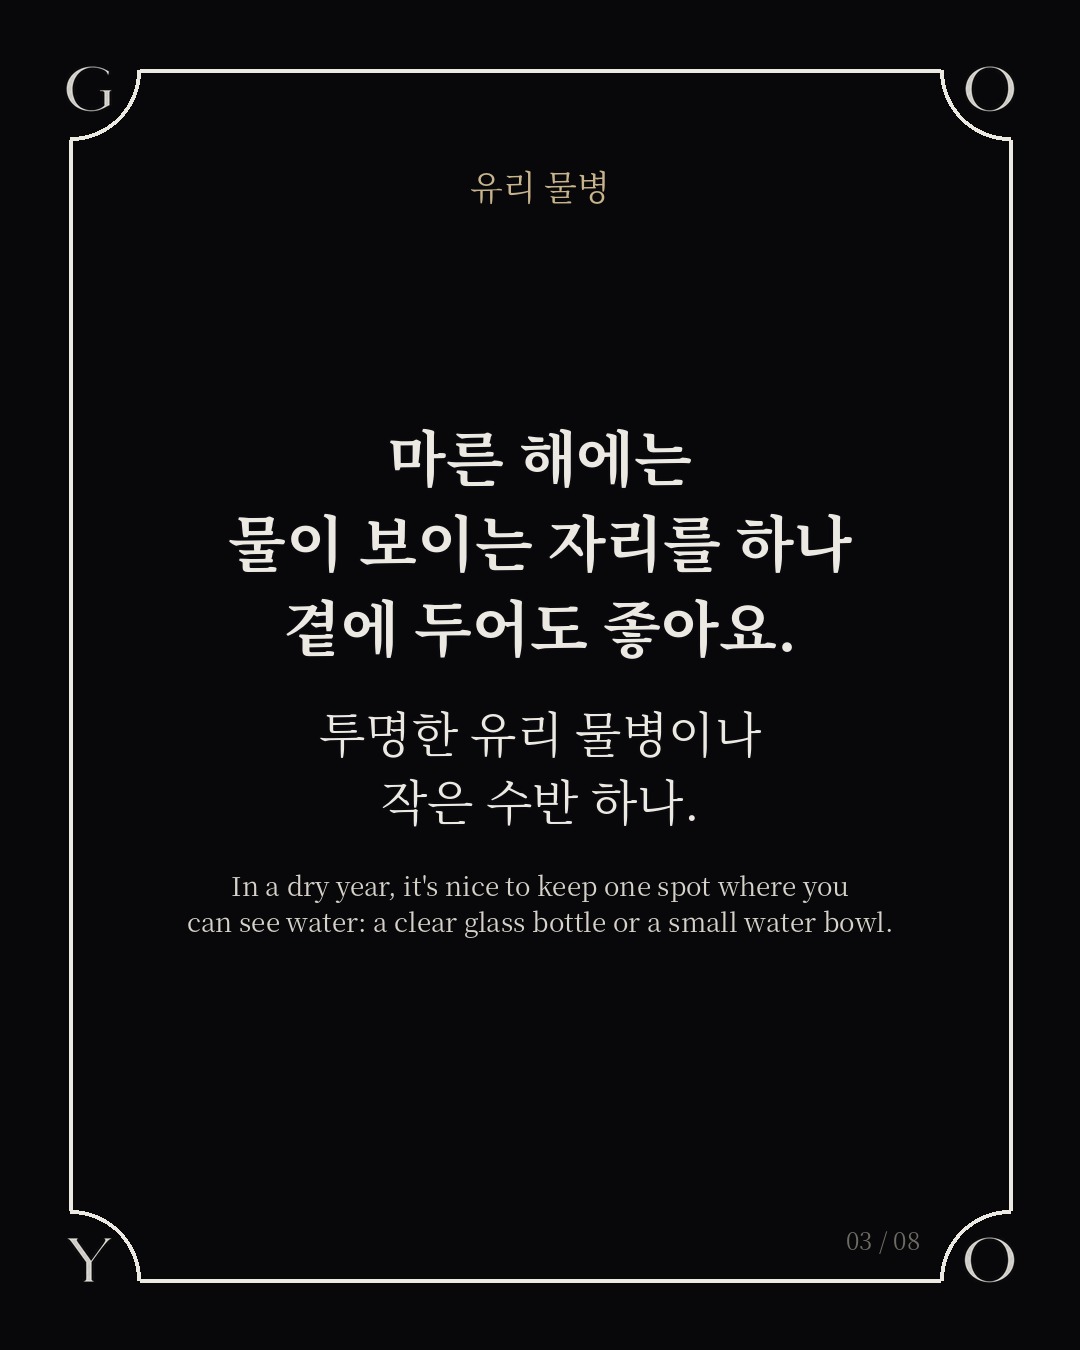 G O
유리 물병
마른 해에는
물이 보이는 자리를 하나
곁에 두어도 좋아요.
투명한 유리 물병이나
작은 수반 하나.
In a dry year, it's nice to keep one spot where you
can see water: a clear glass bottle or a small water bowl.
03 / 08
Y O